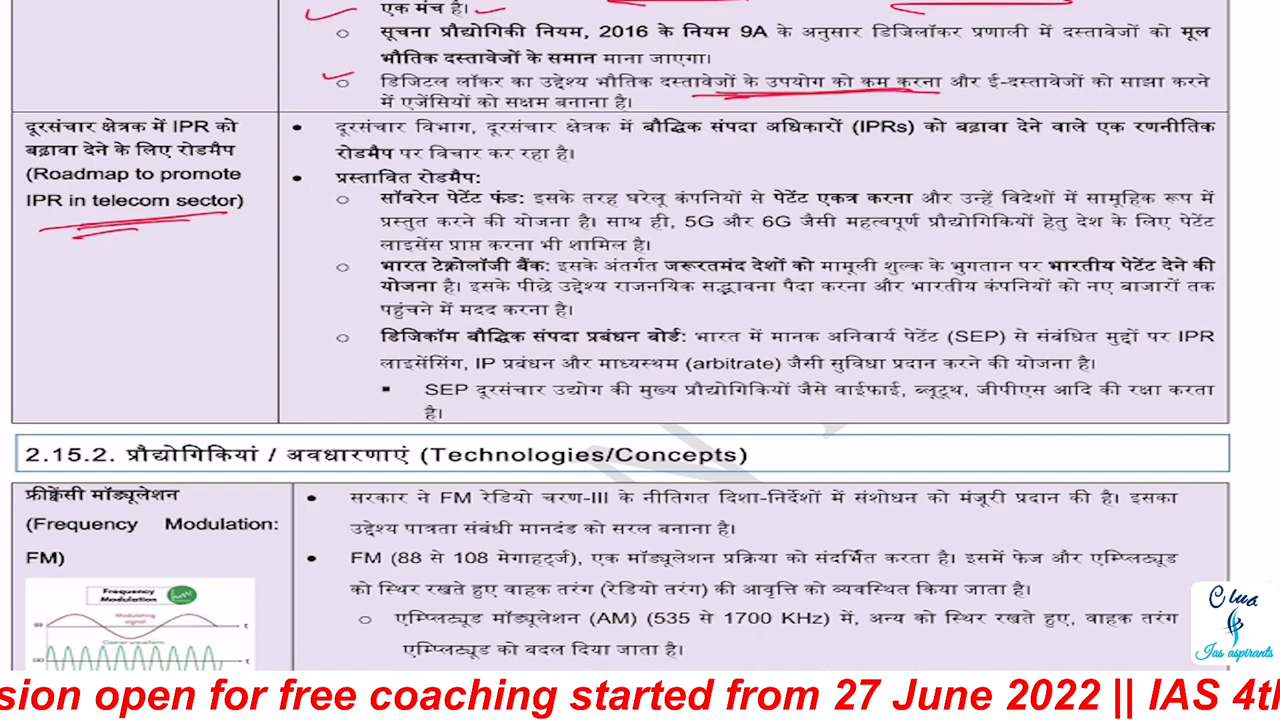 एक मंच है।
सूचना प्रौद्योगिकी नियम, 2016 के नियम 9A के अनुसार डिजिलॉकर प्रणाली में दस्तावेजों को मूल
भौतिक दस्तावेजों के समान माना जाएगा।
डिजिटल लॉकर का उद्देश्य भौतिक दस्तावेजों के उपयोग को कम करना और ई-दस्तावेजों को साझा करने
में एजेंसियों को सक्षम बनाना है।
दूरसंचार क्षेत्रक में IPR को
बढ़ावा देने के लिए रोडमैप
(Roadmap to promote
IPR in telecom sector)
• दूरसंचार विभाग, दूरसंचार क्षेत्रक में बौद्धिक संपदा अधिकारों (IPRs) को बढ़ावा देने वाले एक रणनीतिक
रोडमैप पर विचार कर रहा है।
• प्रस्तावित रोडमैप:
सॉवरेन पेटेंट फंड: इसके तरह घरेलू कंपनियों से पेटेंट एकत्र करना और उन्हें विदेशों में सामूहिक रूप में
प्रस्तुत करने की योजना है। साथ ही, 5G और 6G जैसी महत्वपूर्ण प्रौद्योगिकियों हेतु देश के लिए पेटेंट
लाइसेंस प्राप्त करना भी शामिल है।
भारत टेक्नोलॉजी बैंक: इसके अंतर्गत जरूरतमंद देशों को मामूली शुल्क के भुगतान पर भारतीय पेटेंट देने की
योजना है। इसके पीछे उद्देश्य राजनयिक सद्भावना पैदा करना और भारतीय कंपनियों को नए बाजारों तक
पहुंचने में मदद करना है।
डिजिकॉम बौद्धिक संपदा प्रबंधन बोर्ड: भारत में मानक अनिवार्य पेटेंट (SEP) से संबंधित मुद्दों पर IPR
लाइसेंसिंग, IP प्रबंधन और माध्यस्थम (arbitrate) जैसी सुविधा प्रदान करने की योजना है।
SEP दूरसंचार उद्योग की मुख्य प्रौद्योगिकियों जैसे वाईफाई, ब्लूटूथ, जीपीएस आदि की रक्षा करता
है।
2.15.2. प्रौद्योगिकियां / अवधारणाएं (Technologies/Concepts)
फ्रीक्वेंसी मॉड्यूलेशन
(Frequency Modulation:
FM)
Frequency
Modulation
Modulating
signal
Carrier waveform
• सरकार ने FM रेडियो चरण-III के नीतिगत दिशा-निर्देशों में संशोधन को मंजूरी प्रदान की है। इसका
उद्देश्य पात्रता संबंधी मानदंड को सरल बनाना है।
• FM (88 से 108 मेगाहर्ट्ज), एक मॉड्यूलेशन प्रक्रिया को संदर्भित करता है। इसमें फेज और एम्प्लिट्यूड
को स्थिर रखते हुए वाहक तरंग (रेडियो तरंग) की आवृत्ति को व्यवस्थित किया जाता है।
एम्प्लिट्यूड मॉड्यूलेशन (AM) (535 से 1700 KHz) में, अन्य को स्थिर रखते हुए, वाहक तरंग
एम्प्लिट्यूड को बदल दिया जाता है।
Ias aspirants
sion open for free coaching started from 27 June 2022 || IAS 4th